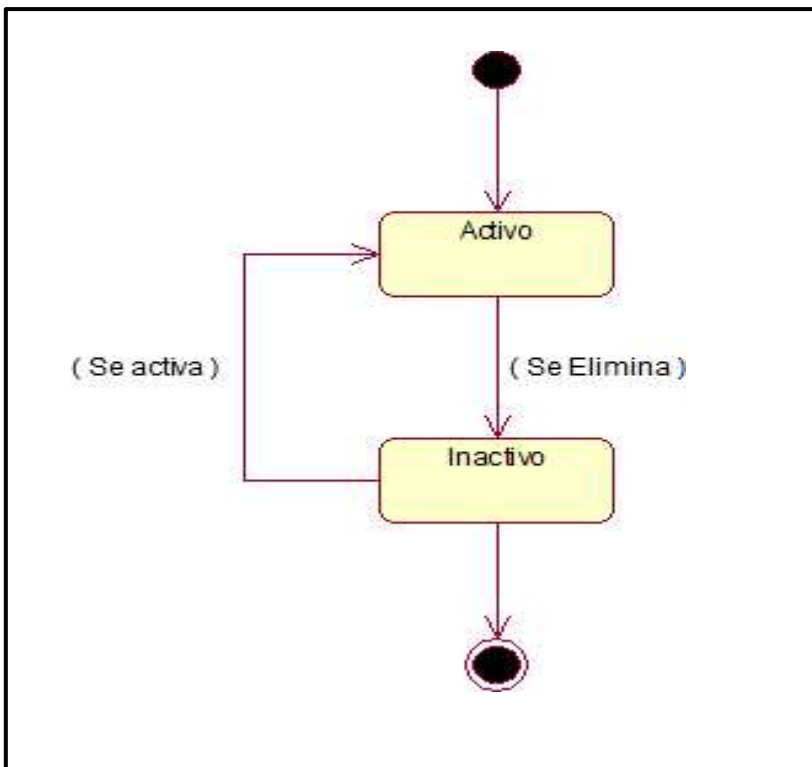 Activo
( Se activa )
( Se Elimina )
Inactivo